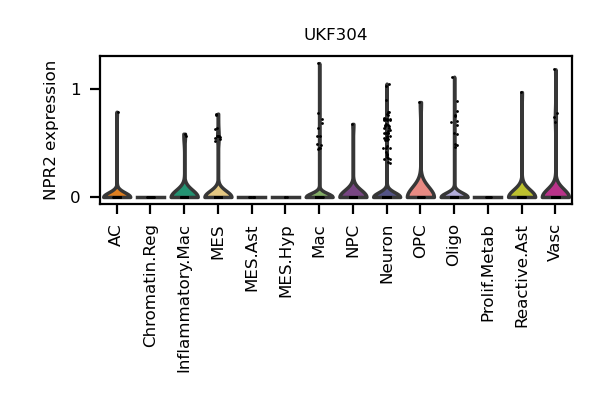 UKF304
NPR2 expression
1
0
AC
Chromatin.Reg
Inflammatory.Mac
MES
MES.Ast
MES.Hyp
Mac
NPC
Neuron
OPC
Oligo
Prolif.Metab
Reactive.Ast
Vasc